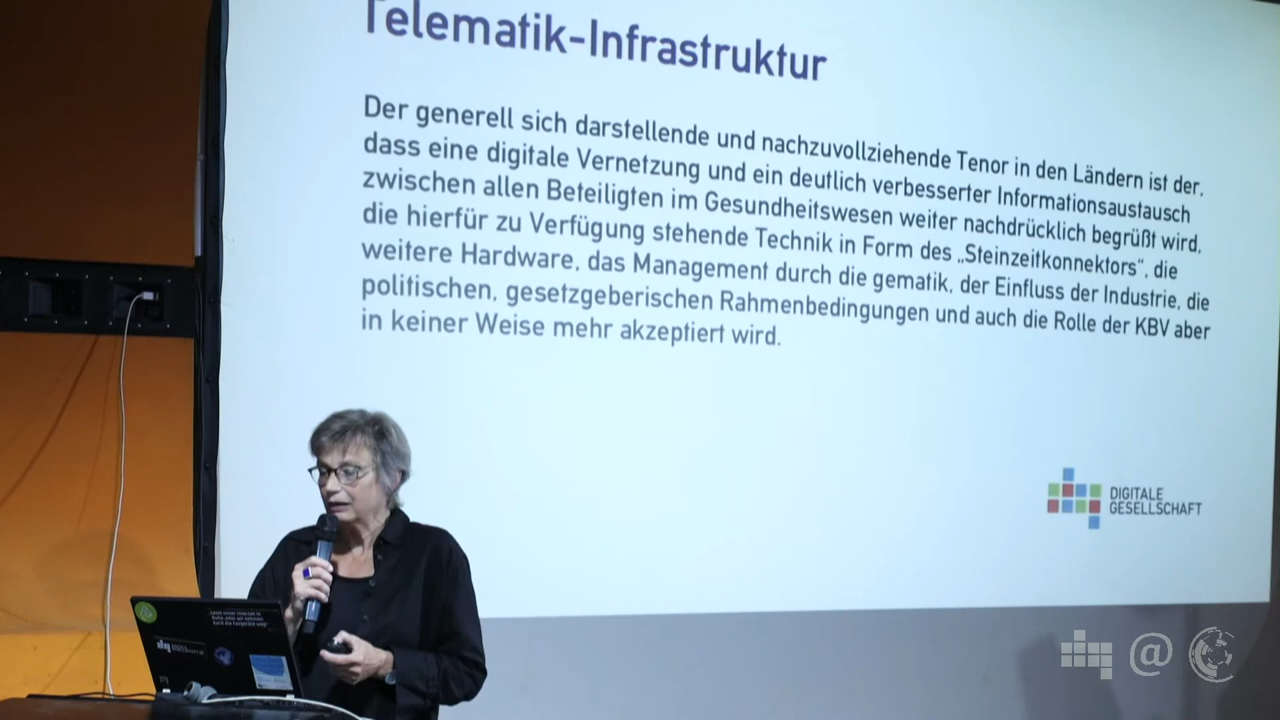 Telematik-Infrastruktur
Der generell sich darstellende und nachzuvollziehende Tenor in den Ländern ist der,
dass eine digitale Vernetzung und ein deutlich verbesserter Informationsaustausch
zwischen allen Beteiligten im Gesundheitswesen weiter nachdrücklich begrüßt wird,
die hierfür zu Verfügung stehende Technik in Form des „Steinzeitkonnektors“, die
weitere Hardware, das Management durch die gematik, der Einfluss der Industrie, die
politischen, gesetzgeberischen Rahmenbedingungen und auch die Rolle der KBV aber
in keiner Weise mehr akzeptiert wird.
DIGITALE
GESELLSCHAFT
@